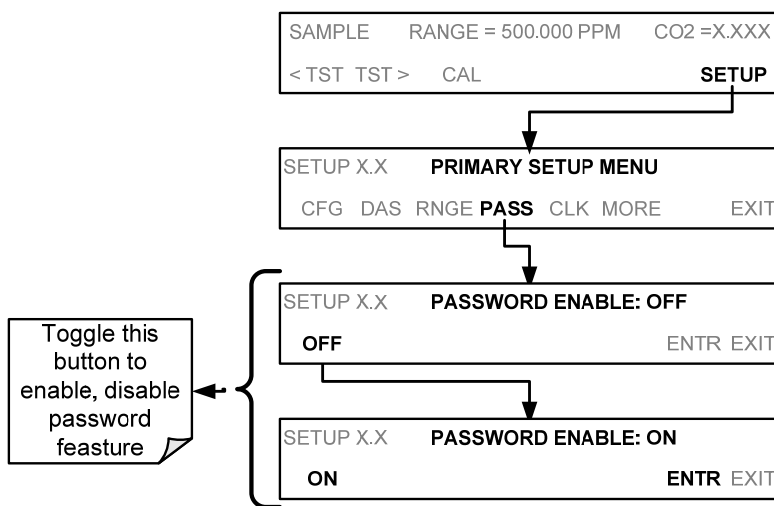 SAMPLE RANGE = 500.000 PPM CO2 =X.XXX
< TST TST > CAL SETUP
SETUP X.X PRIMARY SETUP MENU
CFG DAS RNGE PASS CLK MORE EXIT
SETUP X.X PASSWORD ENABLE: OFF
OFF ENTR EXIT
Toggle this
button to
enable, disable
password
feasture
SETUP X.X PASSWORD ENABLE: ON
ON ENTR EXIT